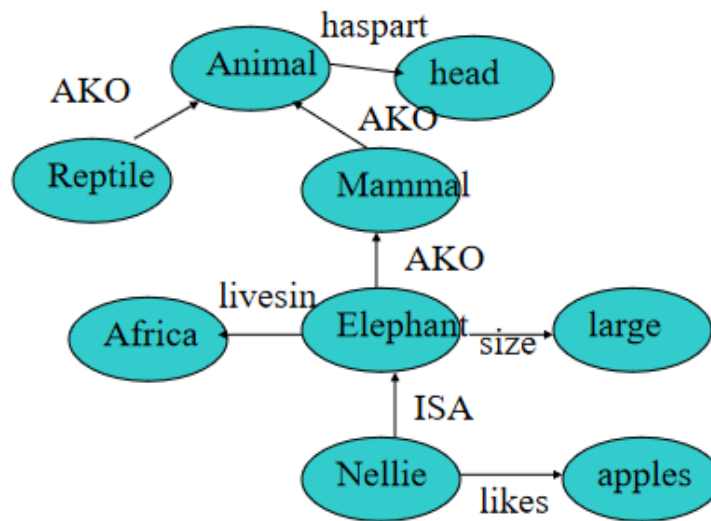 haspart
Animal
head
AKO
AKO
Reptile
Mammal
AKO
livesin
Africa
Elephant
size
large
ISA
Nellie
likes
apples